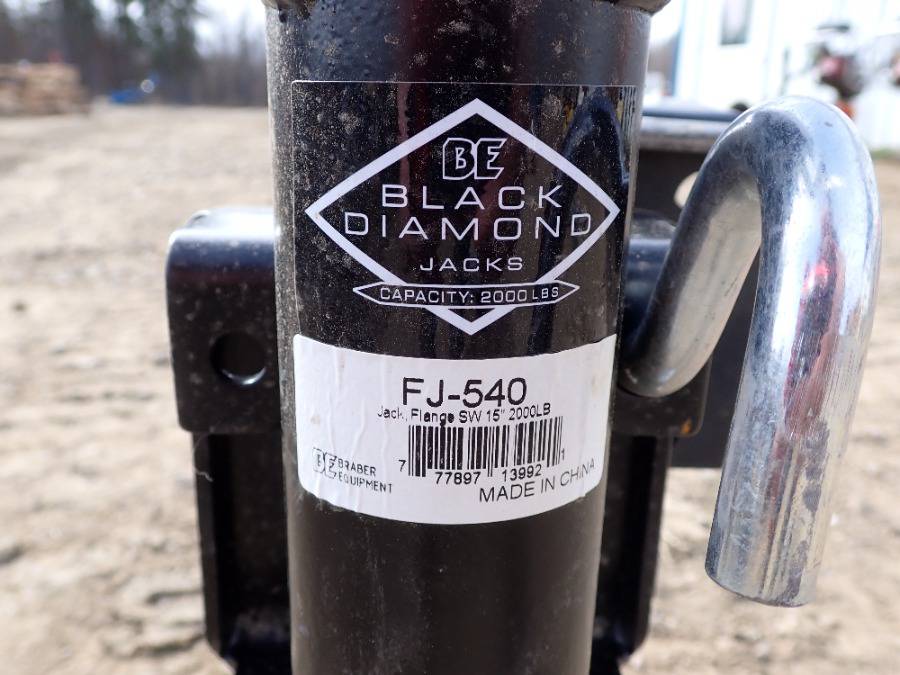 BE
BLACK
DIAMOND
JACKS
CAPACITY: 2000 LBS
FJ-540
Jack, Flange SW 15" 2000LB
7 77897 13992 1
BE BRABER
EQUIPMENT
MADE IN CHINA